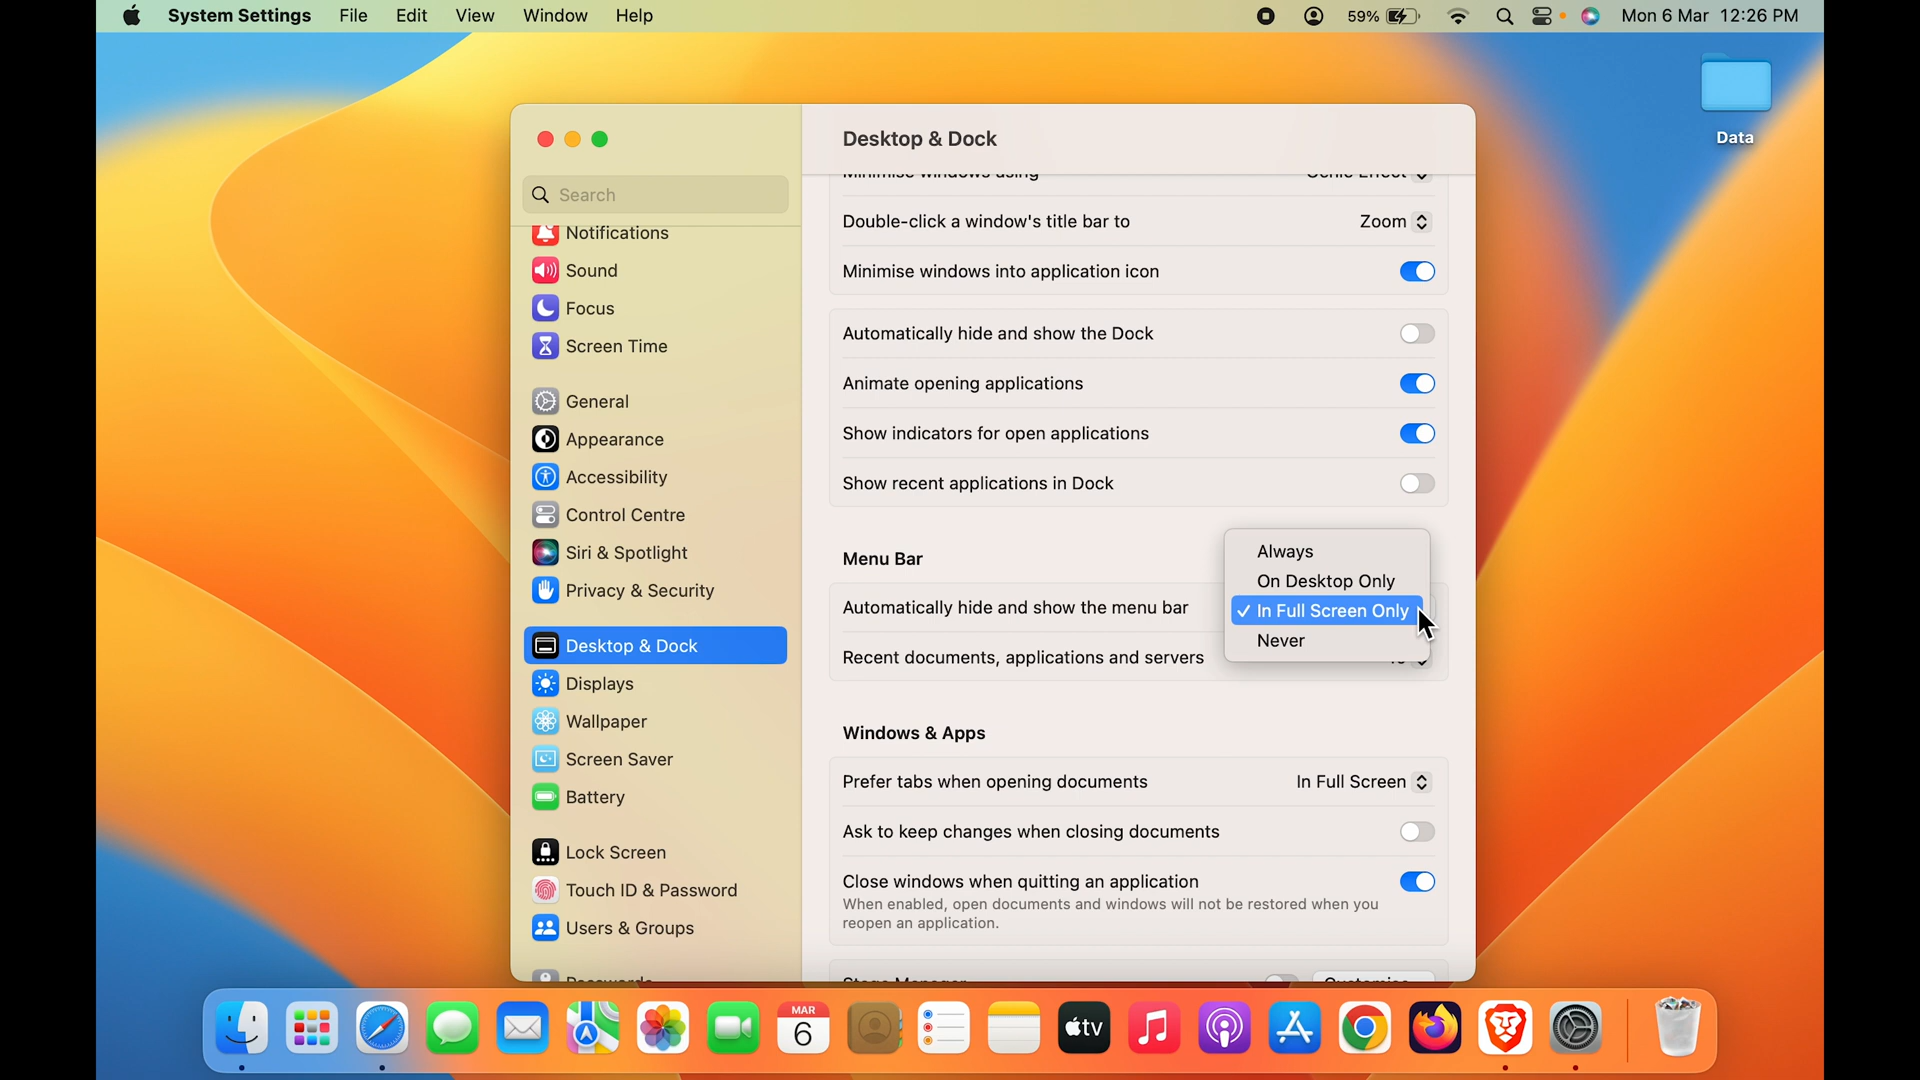 System Settings File Edit View Window Help 59% Mon 6 Mar 12:26 PM
Data
Desktop & Dock
Search
Notifications
Sound
Focus
Screen Time
General
Appearance
Accessibility
Control Centre
Siri & Spotlight
Privacy & Security
Desktop & Dock
Displays
Wallpaper
Screen Saver
Battery
Lock Screen
Touch ID & Password
Users & Groups
Double-click a window's title bar to Zoom
Minimise windows into application icon
Automatically hide and show the Dock
Animate opening applications
Show indicators for open applications
Show recent applications in Dock
Menu Bar
Automatically hide and show the menu bar
Recent documents, applications and servers
Always
On Desktop Only
✓ In Full Screen Only
Never
Windows & Apps
Prefer tabs when opening documents In Full Screen
Ask to keep changes when closing documents
Close windows when quitting an application
When enabled, open documents and windows will not be restored when you
reopen an application.
MAR
6
tv